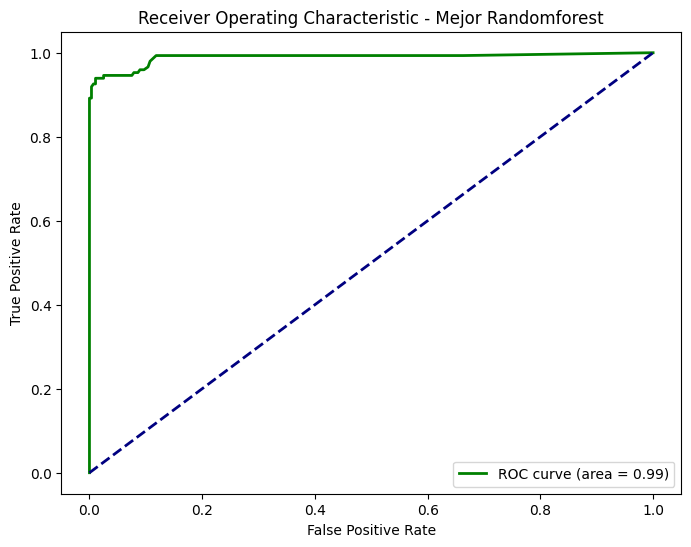 Receiver Operating Characteristic - Mejor Randomforest
1.0
0.8
0.6
0.4
0.2
0.0
True Positive Rate
ROC curve (area = 0.99)
0.0 0.2 0.4 0.6 0.8 1.0
False Positive Rate